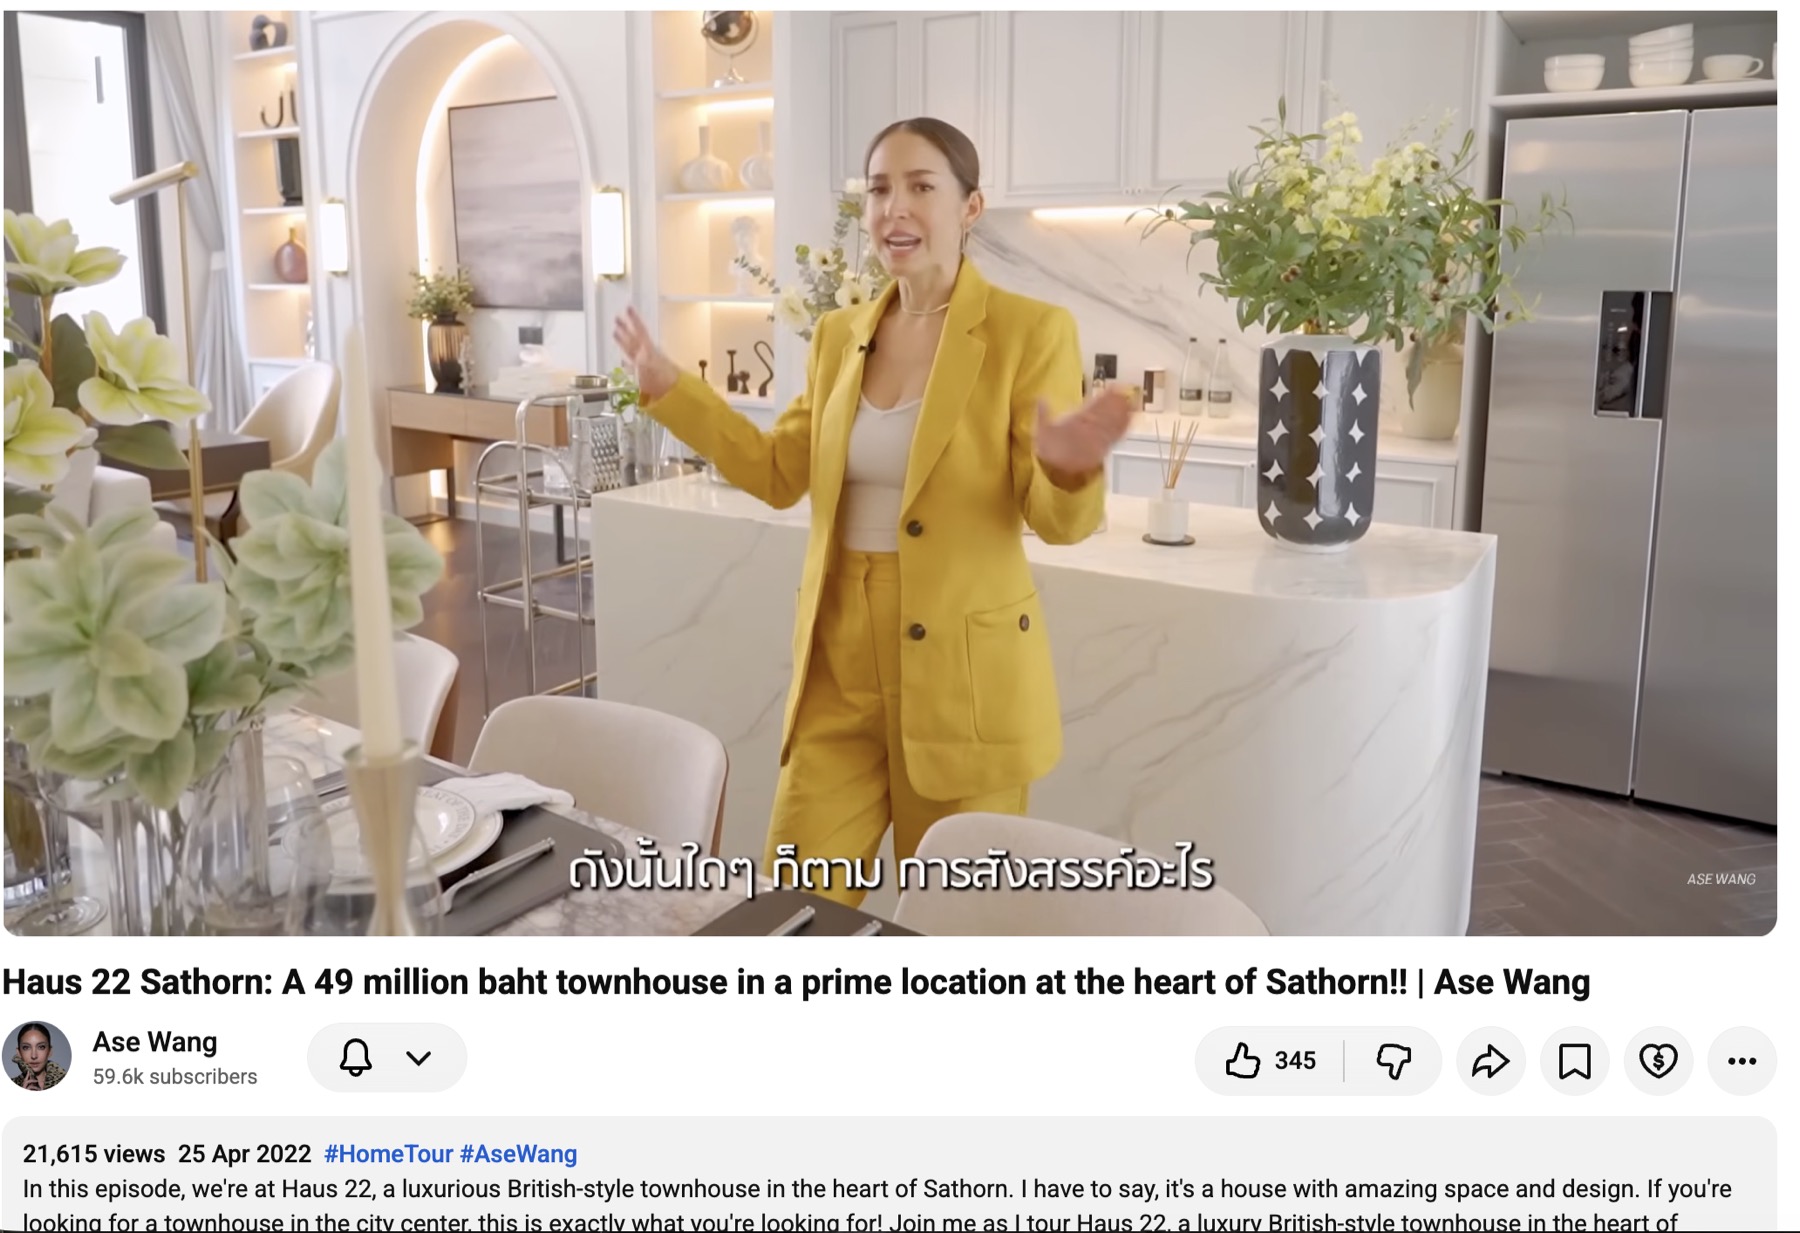 ดังนั้นใดๆ ก็ตาม การสังสรรค์อะไร
ASE WANG
Haus 22 Sathorn: A 49 million baht townhouse in a prime location at the heart of Sathorn!! | Ase Wang
Ase Wang
59.6k subscribers
345
21,615 views 25 Apr 2022 #HomeTour #AseWang
In this episode, we're at Haus 22, a luxurious British-style townhouse in the heart of Sathorn. I have to say, it's a house with amazing space and design. If you're
looking for a townhouse in the city center, this is exactly what you're looking for! Join me as I tour Haus 22, a luxury British-style townhouse in the heart of